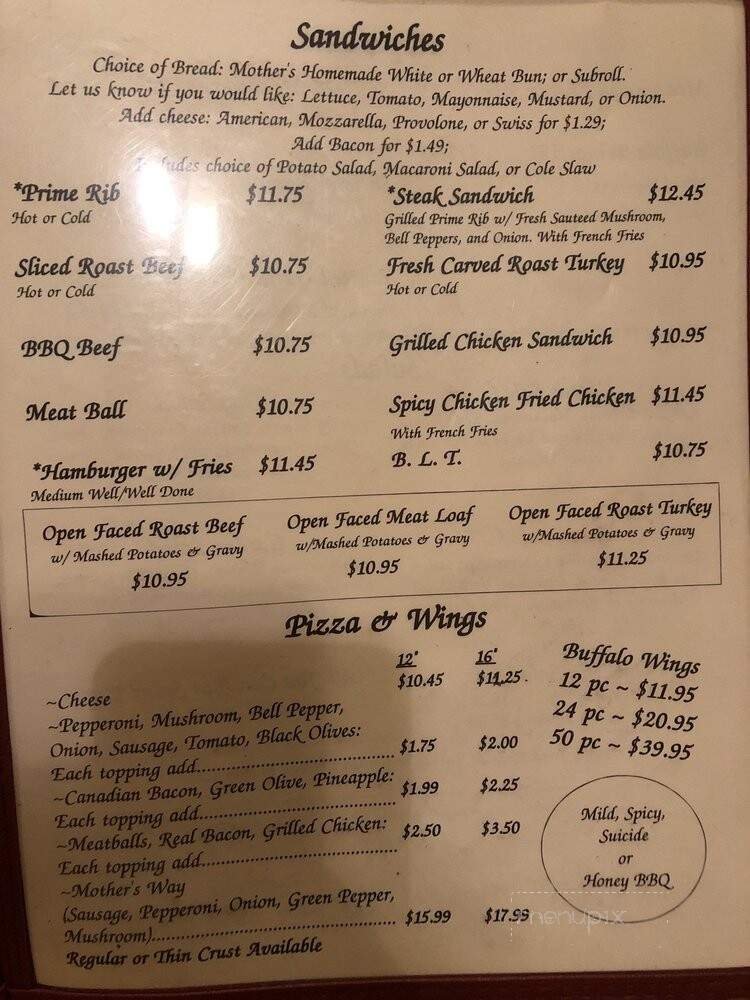 Sandwiches
Choice of Bread: Mother's Homemade White or Wheat Bun; or Subroll.
Let us know if you would like: Lettuce, Tomato, Mayonnaise, Mustard, or Onion.
Add cheese: American, Mozzarella, Provolone, or Swiss for $1.29;
Add Bacon for $1.49;
Includes choice of Potato Salad, Macaroni Salad, or Cole Slaw
*Prime Rib $11.75
Hot or Cold
Sliced Roast Beef $10.75
Hot or Cold
BBQ Beef $10.75
Meat Ball $10.75
*Hamburger w/ Fries $11.45
Medium Well/Well Done
*Steak Sandwich $12.45
Grilled Prime Rib w/ Fresh Sauteed Mushroom,
Bell Peppers, and Onion. With French Fries
Fresh Carved Roast Turkey $10.95
Hot or Cold
Grilled Chicken Sandwich $10.95
Spicy Chicken Fried Chicken $11.45
With French Fries
B. L. T. $10.75
Open Faced Roast Beef
w/ Mashed Potatoes & Gravy
$10.95
Open Faced Meat Loaf
w/Mashed Potatoes & Gravy
$10.95
Open Faced Roast Turkey
w/Mashed Potatoes & Gravy
$11.25
Pizza & Wings
12" 16"
~Cheese $10.45
~Pepperoni, Mushroom, Bell Pepper,
Onion, Sausage, Tomato, Black Olives:
Each topping add.......... $1.75 $2.00
~Canadian Bacon, Green Olive, Pineapple:
Each topping add.......... $1.99 $2.25
~Meatballs, Real Bacon, Grilled Chicken:
Each topping add.......... $2.50 $3.50
~Mother's Way
(Sausage, Pepperoni, Onion, Green Pepper,
Mushroom).......... $15.99 $17.99
Regular or Thin Crust Available
Buffalo Wings
12 pc ~ $11.95
24 pc ~ $20.95
50 pc ~ $39.95
Mild, Spicy,
Suicide
or
Honey BBQ
menupix